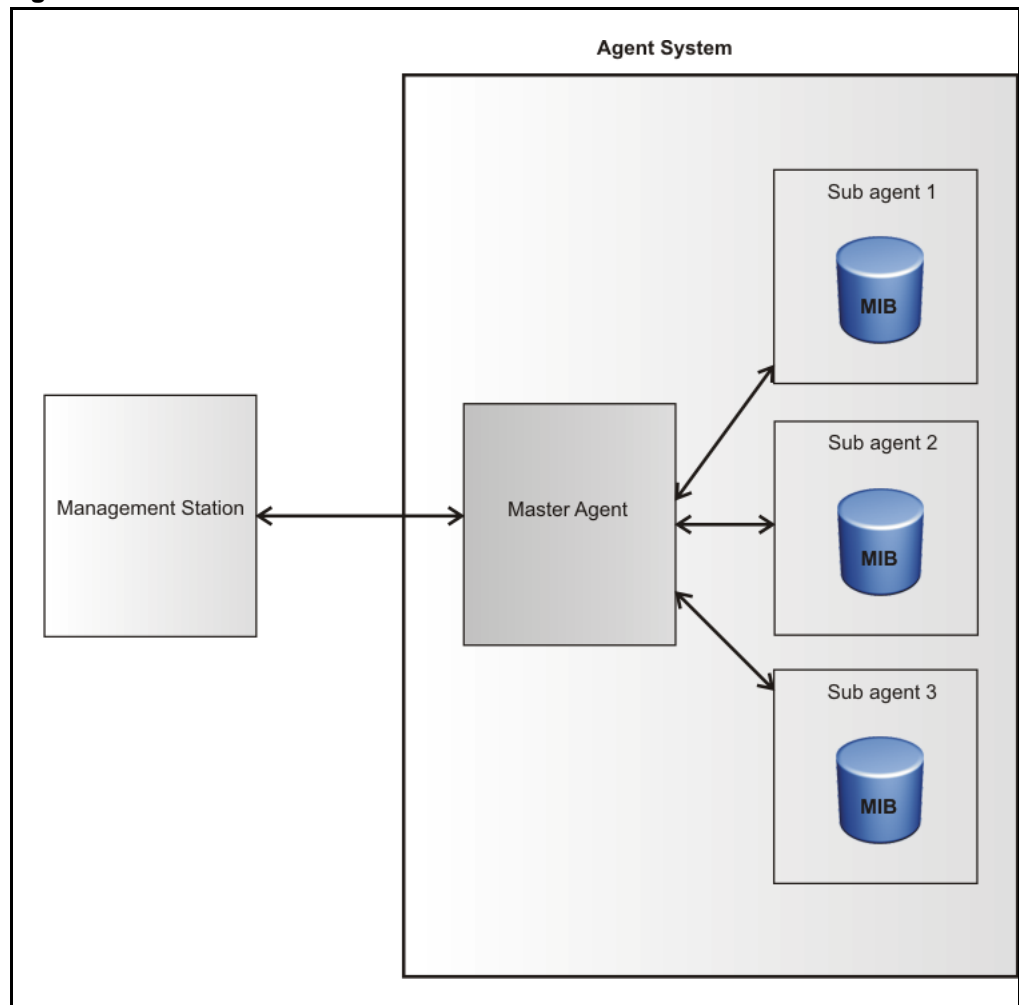 Agent System
Sub agent 1
MIB
Sub agent 2
MIB
Management Station
Master Agent
Sub agent 3
MIB